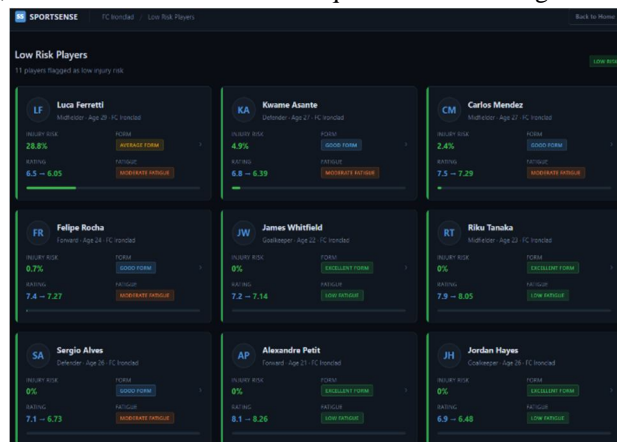 SS SPORTSENSE FC Ironclad / Low Risk Players Back to Home
Low Risk Players
11 players flagged as low injury risk LOW RISK
LF Luca Ferretti
Midfielder · Age 29 · FC Ironclad
INJURY RISK FORM
28.8% AVERAGE FORM
RATING FATIGUE
6.5 → 6.05 MODERATE FATIGUE
KA Kwame Asante
Defender · Age 27 · FC Ironclad
INJURY RISK FORM
4.9% GOOD FORM
RATING FATIGUE
6.8 → 6.39 MODERATE FATIGUE
CM Carlos Mendez
Midfielder · Age 27 · FC Ironclad
INJURY RISK FORM
2.4% GOOD FORM
RATING FATIGUE
7.5 → 7.29 MODERATE FATIGUE
FR Felipe Rocha
Forward · Age 24 · FC Ironclad
INJURY RISK FORM
0.7% GOOD FORM
RATING FATIGUE
7.4 → 7.27 MODERATE FATIGUE
JW James Whitfield
Goalkeeper · Age 22 · FC Ironclad
INJURY RISK FORM
0% EXCELLENT FORM
RATING FATIGUE
7.2 → 7.14 LOW FATIGUE
RT Riku Tanaka
Midfielder · Age 23 · FC Ironclad
INJURY RISK FORM
0% EXCELLENT FORM
RATING FATIGUE
7.9 → 8.05 LOW FATIGUE
SA Sergio Alves
Defender · Age 26 · FC Ironclad
INJURY RISK FORM
0% GOOD FORM
RATING FATIGUE
7.1 → 6.73 MODERATE FATIGUE
AP Alexandre Petit
Forward · Age 21 · FC Ironclad
INJURY RISK FORM
0% EXCELLENT FORM
RATING FATIGUE
8.1 → 8.26 LOW FATIGUE
JH Jordan Hayes
Goalkeeper · Age 26 · FC Ironclad
INJURY RISK FORM
0% EXCELLENT FORM
RATING FATIGUE
6.9 → 6.48 LOW FATIGUE